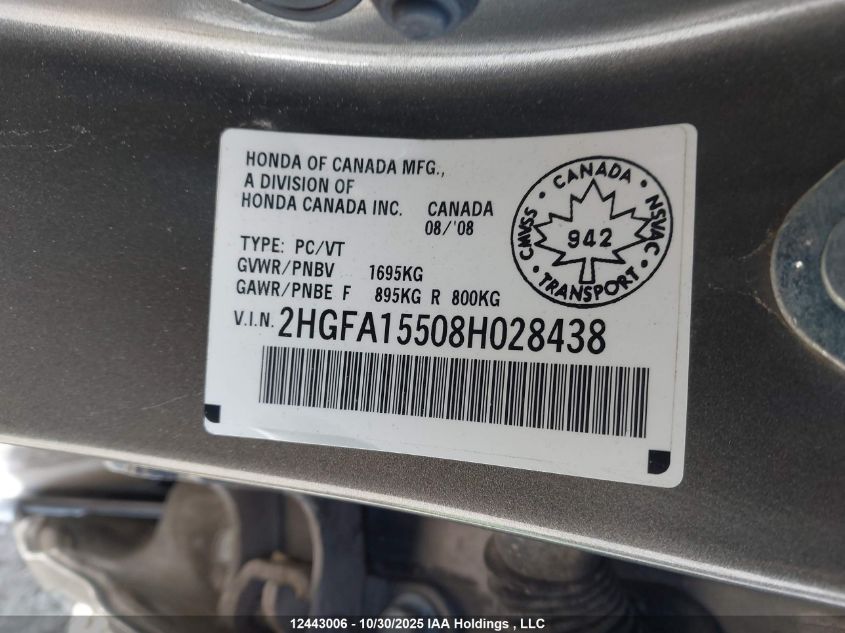 HONDA OF CANADA MFG.,
A DIVISION OF
HONDA CANADA INC. CANADA
08/'08
TYPE: PC/VT
GVWR/PNBV 1695KG
GAWR/PNBE F 895KG R 800KG
V.I.N. 2HGFA15508H028438
• CANADA •
CMVSS
942
NSVAC
• TRANSPORT •
12443006 - 10/30/2025 IAA Holdings , LLC